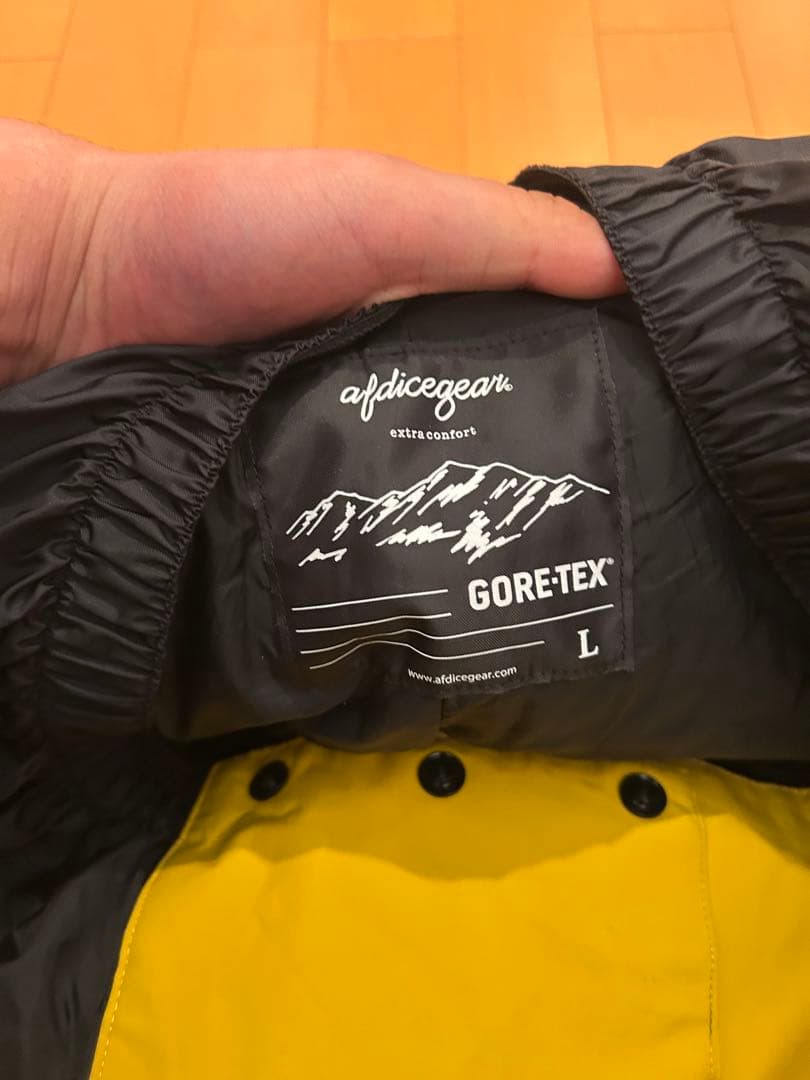 afdicegear®
extra confort
GORE-TEX®
L
www.afdicegear.com